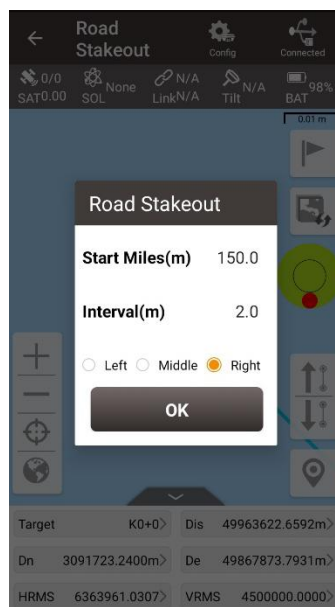 Road
Stakeout
Config
Connected
0/0
SAT0.00
None
SOL
N/A
LinkN/A
N/A
Tilt
98%
BAT
0.01 m
Road Stakeout
Start Miles(m) 150.0
Interval(m) 2.0
Left Middle Right
OK
Target K0+0> Dis 49963622.6592m>
Dn 3091723.2400m> De 49867873.7931m>
HRMS 6363961.0307> VRMS 4500000.0000>